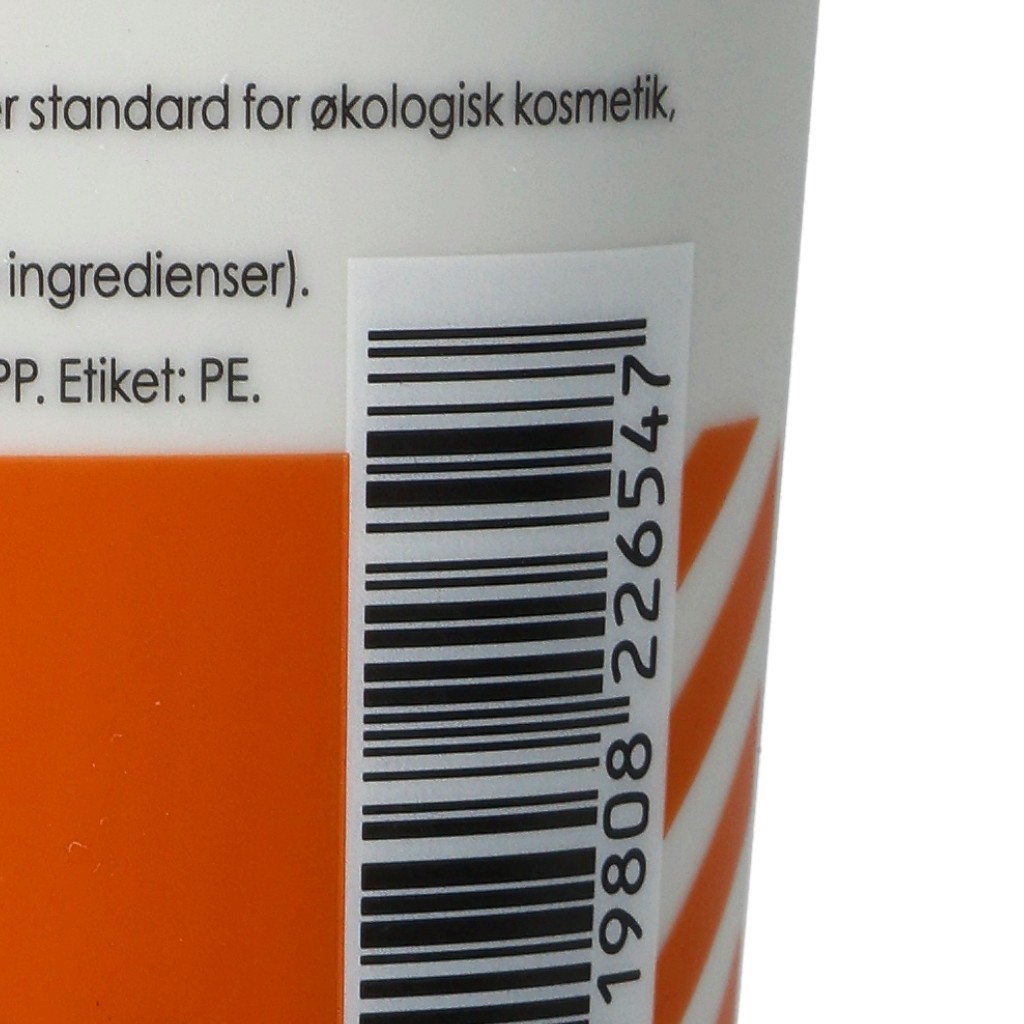 er standard for økologisk kosmetik,
ingredienser).
PP. Etiket: PE.
19808 226547